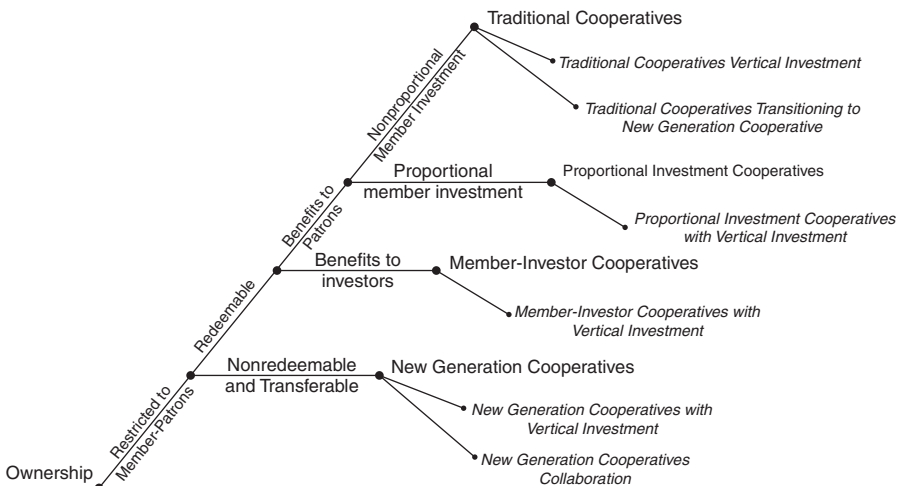 Traditional Cooperatives
Traditional Cooperatives Vertical Investment
Nonproportional
Member Investment
Traditional Cooperatives Transitioning to
New Generation Cooperative
Proportional
member investment
Proportional Investment Cooperatives
Benefits to
Patrons
Proportional Investment Cooperatives
with Vertical Investment
Benefits to
investors
Member-Investor Cooperatives
Redeemable
Member-Investor Cooperatives with
Vertical Investment
Nonredeemable
and Transferable
New Generation Cooperatives
Restricted to
Member-Patrons
New Generation Cooperatives with
Vertical Investment
New Generation Cooperatives
Collaboration
Ownership